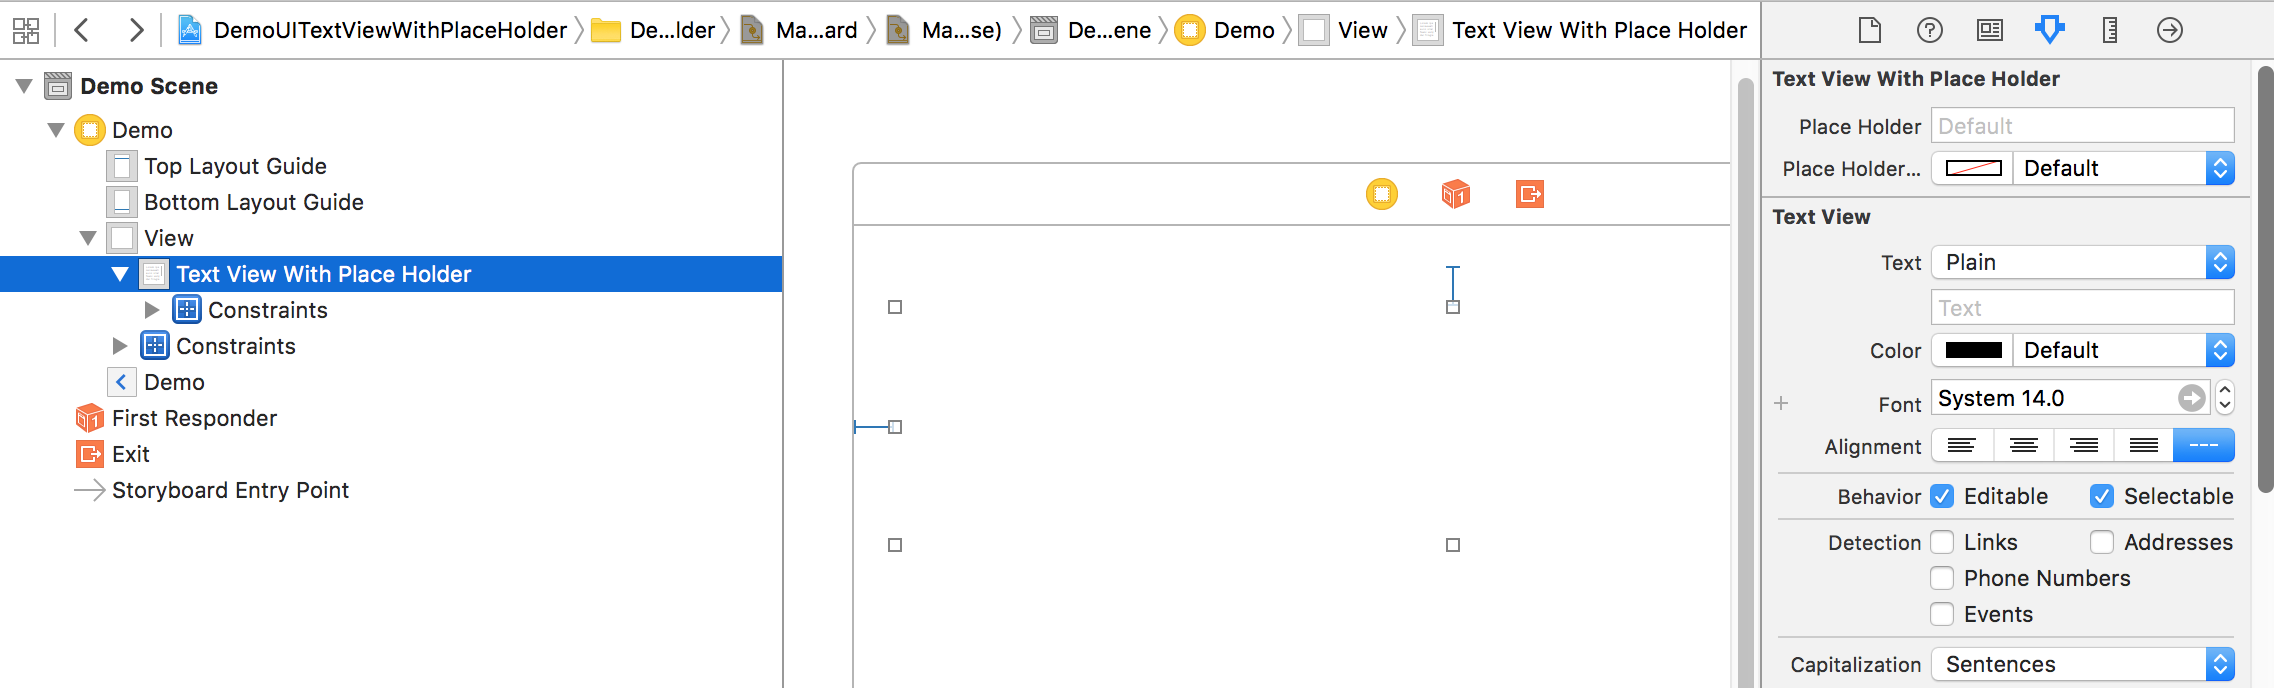 DemoUITextViewWithPlaceHolder De...lder Ma...ard Ma...se) De...ene Demo View Text View With Place Holder
Demo Scene
Demo
Top Layout Guide
Bottom Layout Guide
View
Text View With Place Holder
Constraints
Constraints
Demo
First Responder
Exit
Storyboard Entry Point
1
Text View With Place Holder
Place Holder Default
Place Holder... Default
Text View
Text Plain
Text
Color Default
Font System 14.0
Alignment
Behavior Editable Selectable
Detection Links Addresses
Phone Numbers
Events
Capitalization Sentences